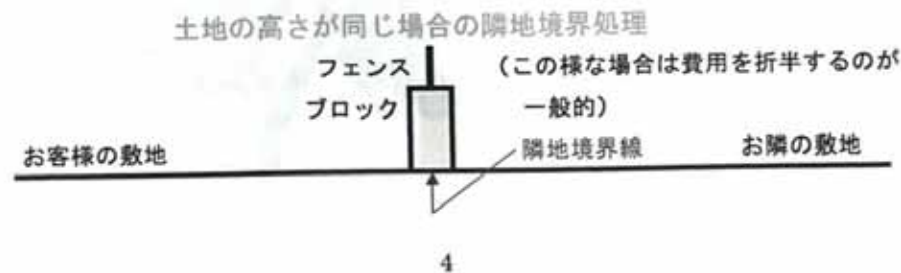 土地の高さが同じ場合の隣地境界処理
フェンス
(この様な場合は費用を折半するのが
ブロック
一般的)
お客様の敷地
隣地境界線
お隣の敷地
4